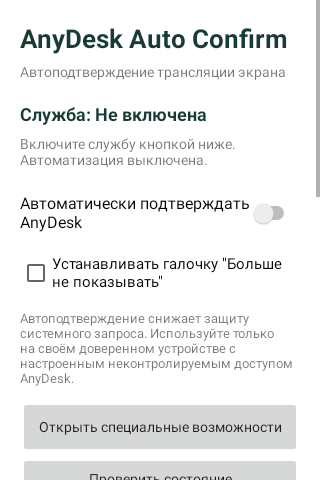 AnyDesk Auto Confirm
Автоподтверждение трансляции экрана
Служба: Не включена
Включите службу кнопкой ниже.
Автоматизация выключена.
Автоматически подтверждать
AnyDesk
Устанавливать галочку "Больше
не показывать"
Автоподтверждение снижает защиту
системного запроса. Используйте только
на своём доверенном устройстве с
настроенным неконтролируемым доступом
AnyDesk.
Открыть специальные возможности
Проверить состояние